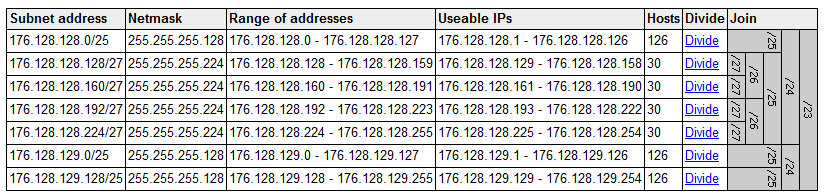 Subnet address Netmask Range of addresses Useable IPs Hosts Divide Join
176.128.128.0/25 255.255.255.128 176.128.128.0 - 176.128.128.127 176.128.128.1 - 176.128.128.126 126 Divide /25 /24 /23
176.128.128.128/27 255.255.255.224 176.128.128.128 - 176.128.128.159 176.128.128.129 - 176.128.128.158 30 Divide /27 /26 /25
176.128.128.160/27 255.255.255.224 176.128.128.160 - 176.128.128.191 176.128.128.161 - 176.128.128.190 30 Divide /27
176.128.128.192/27 255.255.255.224 176.128.128.192 - 176.128.128.223 176.128.128.193 - 176.128.128.222 30 Divide /27 /26
176.128.128.224/27 255.255.255.224 176.128.128.224 - 176.128.128.255 176.128.128.225 - 176.128.128.254 30 Divide /27
176.128.129.0/25 255.255.255.128 176.128.129.0 - 176.128.129.127 176.128.129.1 - 176.128.129.126 126 Divide /25 /24
176.128.129.128/25 255.255.255.128 176.128.129.128 - 176.128.129.255 176.128.129.129 - 176.128.129.254 126 Divide /25